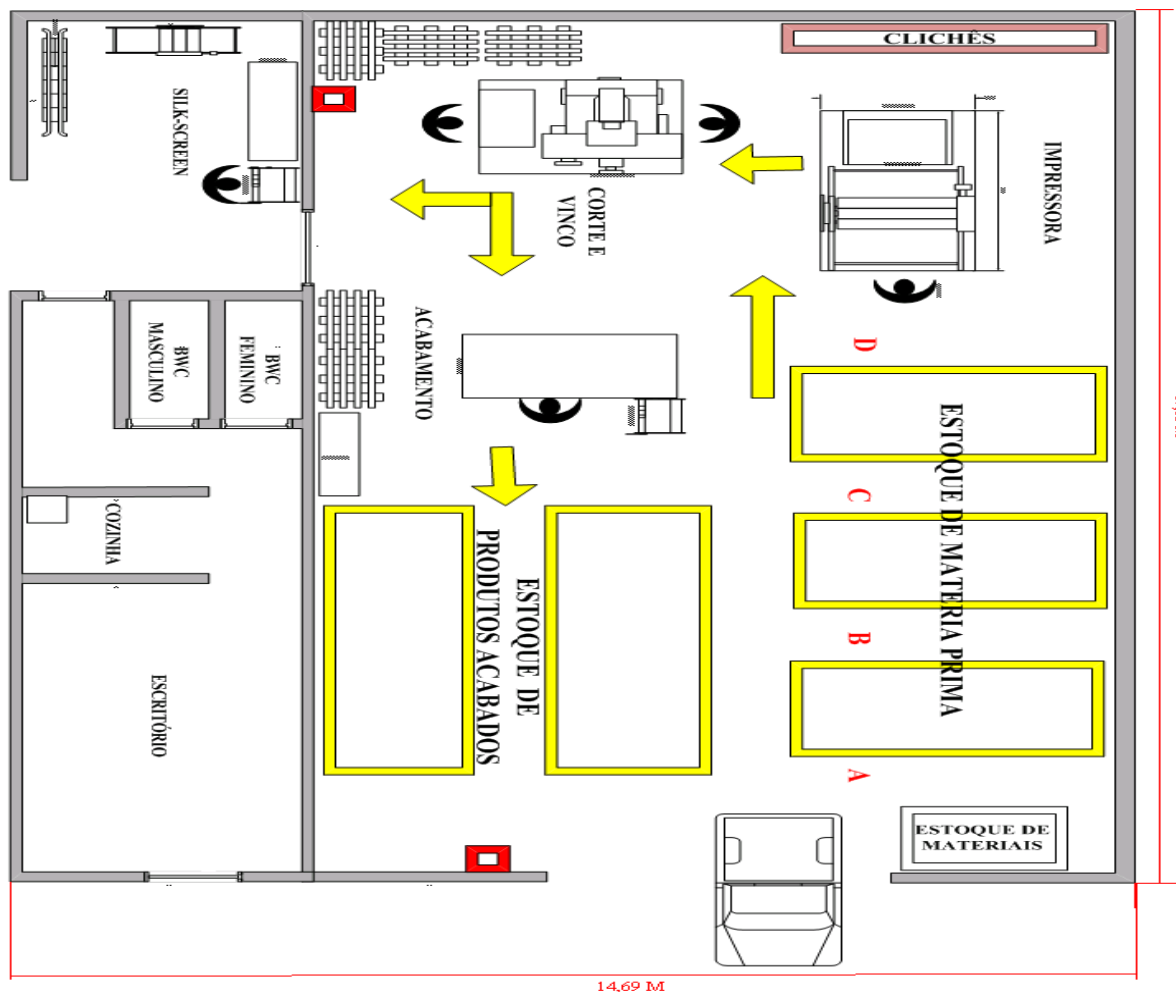 CLICHÊS
SILK-SCREEN
IMPRESSORA
CORTE E
VINCO
ACABAMENTO
BWC
MASCULINO
BWC
FEMININO
D
ESTOQUE DE MATERIA PRIMA
C
B
A
COZINHA
ESTOQUE DE
PRODUTOS ACABADOS
ESCRITÓRIO
ESTOQUE DE
MATERIAIS
14,69 M